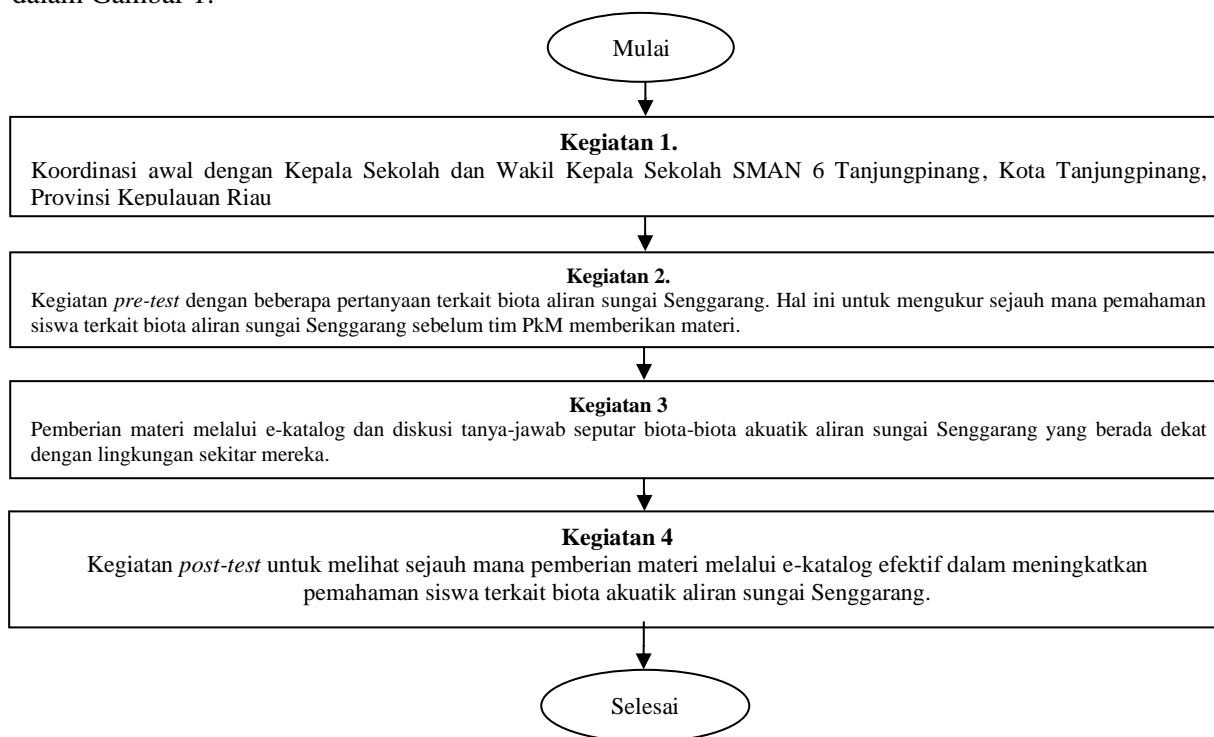 dalam Gambar 1.
Mulai
Kegiatan 1.
Koordinasi awal dengan Kepala Sekolah dan Wakil Kepala Sekolah SMAN 6 Tanjungpinang, Kota Tanjungpinang,
Provinsi Kepulauan Riau
Kegiatan 2.
Kegiatan pre-test dengan beberapa pertanyaan terkait biota aliran sungai Senggarang. Hal ini untuk mengukur sejauh mana pemahaman
siswa terkait biota aliran sungai Senggarang sebelum tim PkM memberikan materi.
Kegiatan 3
Pemberian materi melalui e-katalog dan diskusi tanya-jawab seputar biota-biota akuatik aliran sungai Senggarang yang berada dekat
dengan lingkungan sekitar mereka.
Kegiatan 4
Kegiatan post-test untuk melihat sejauh mana pemberian materi melalui e-katalog efektif dalam meningkatkan
pemahaman siswa terkait biota akuatik aliran sungai Senggarang.
Selesai